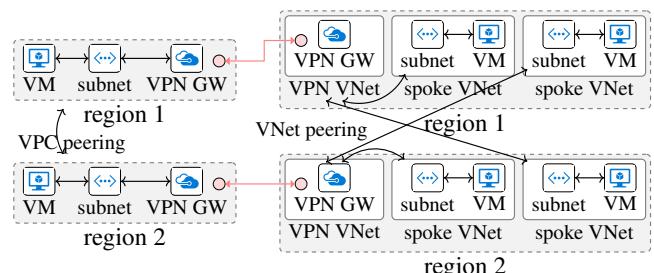 VM subnet VPN GW
region 1
VPN GW
VPN VNet
subnet VM
spoke VNet
subnet VM
spoke VNet
region 1
VPC peering
VNet peering
VM subnet VPN GW
region 2
VPN GW
VPN VNet
subnet VM
spoke VNet
subnet VM
spoke VNet
region 2